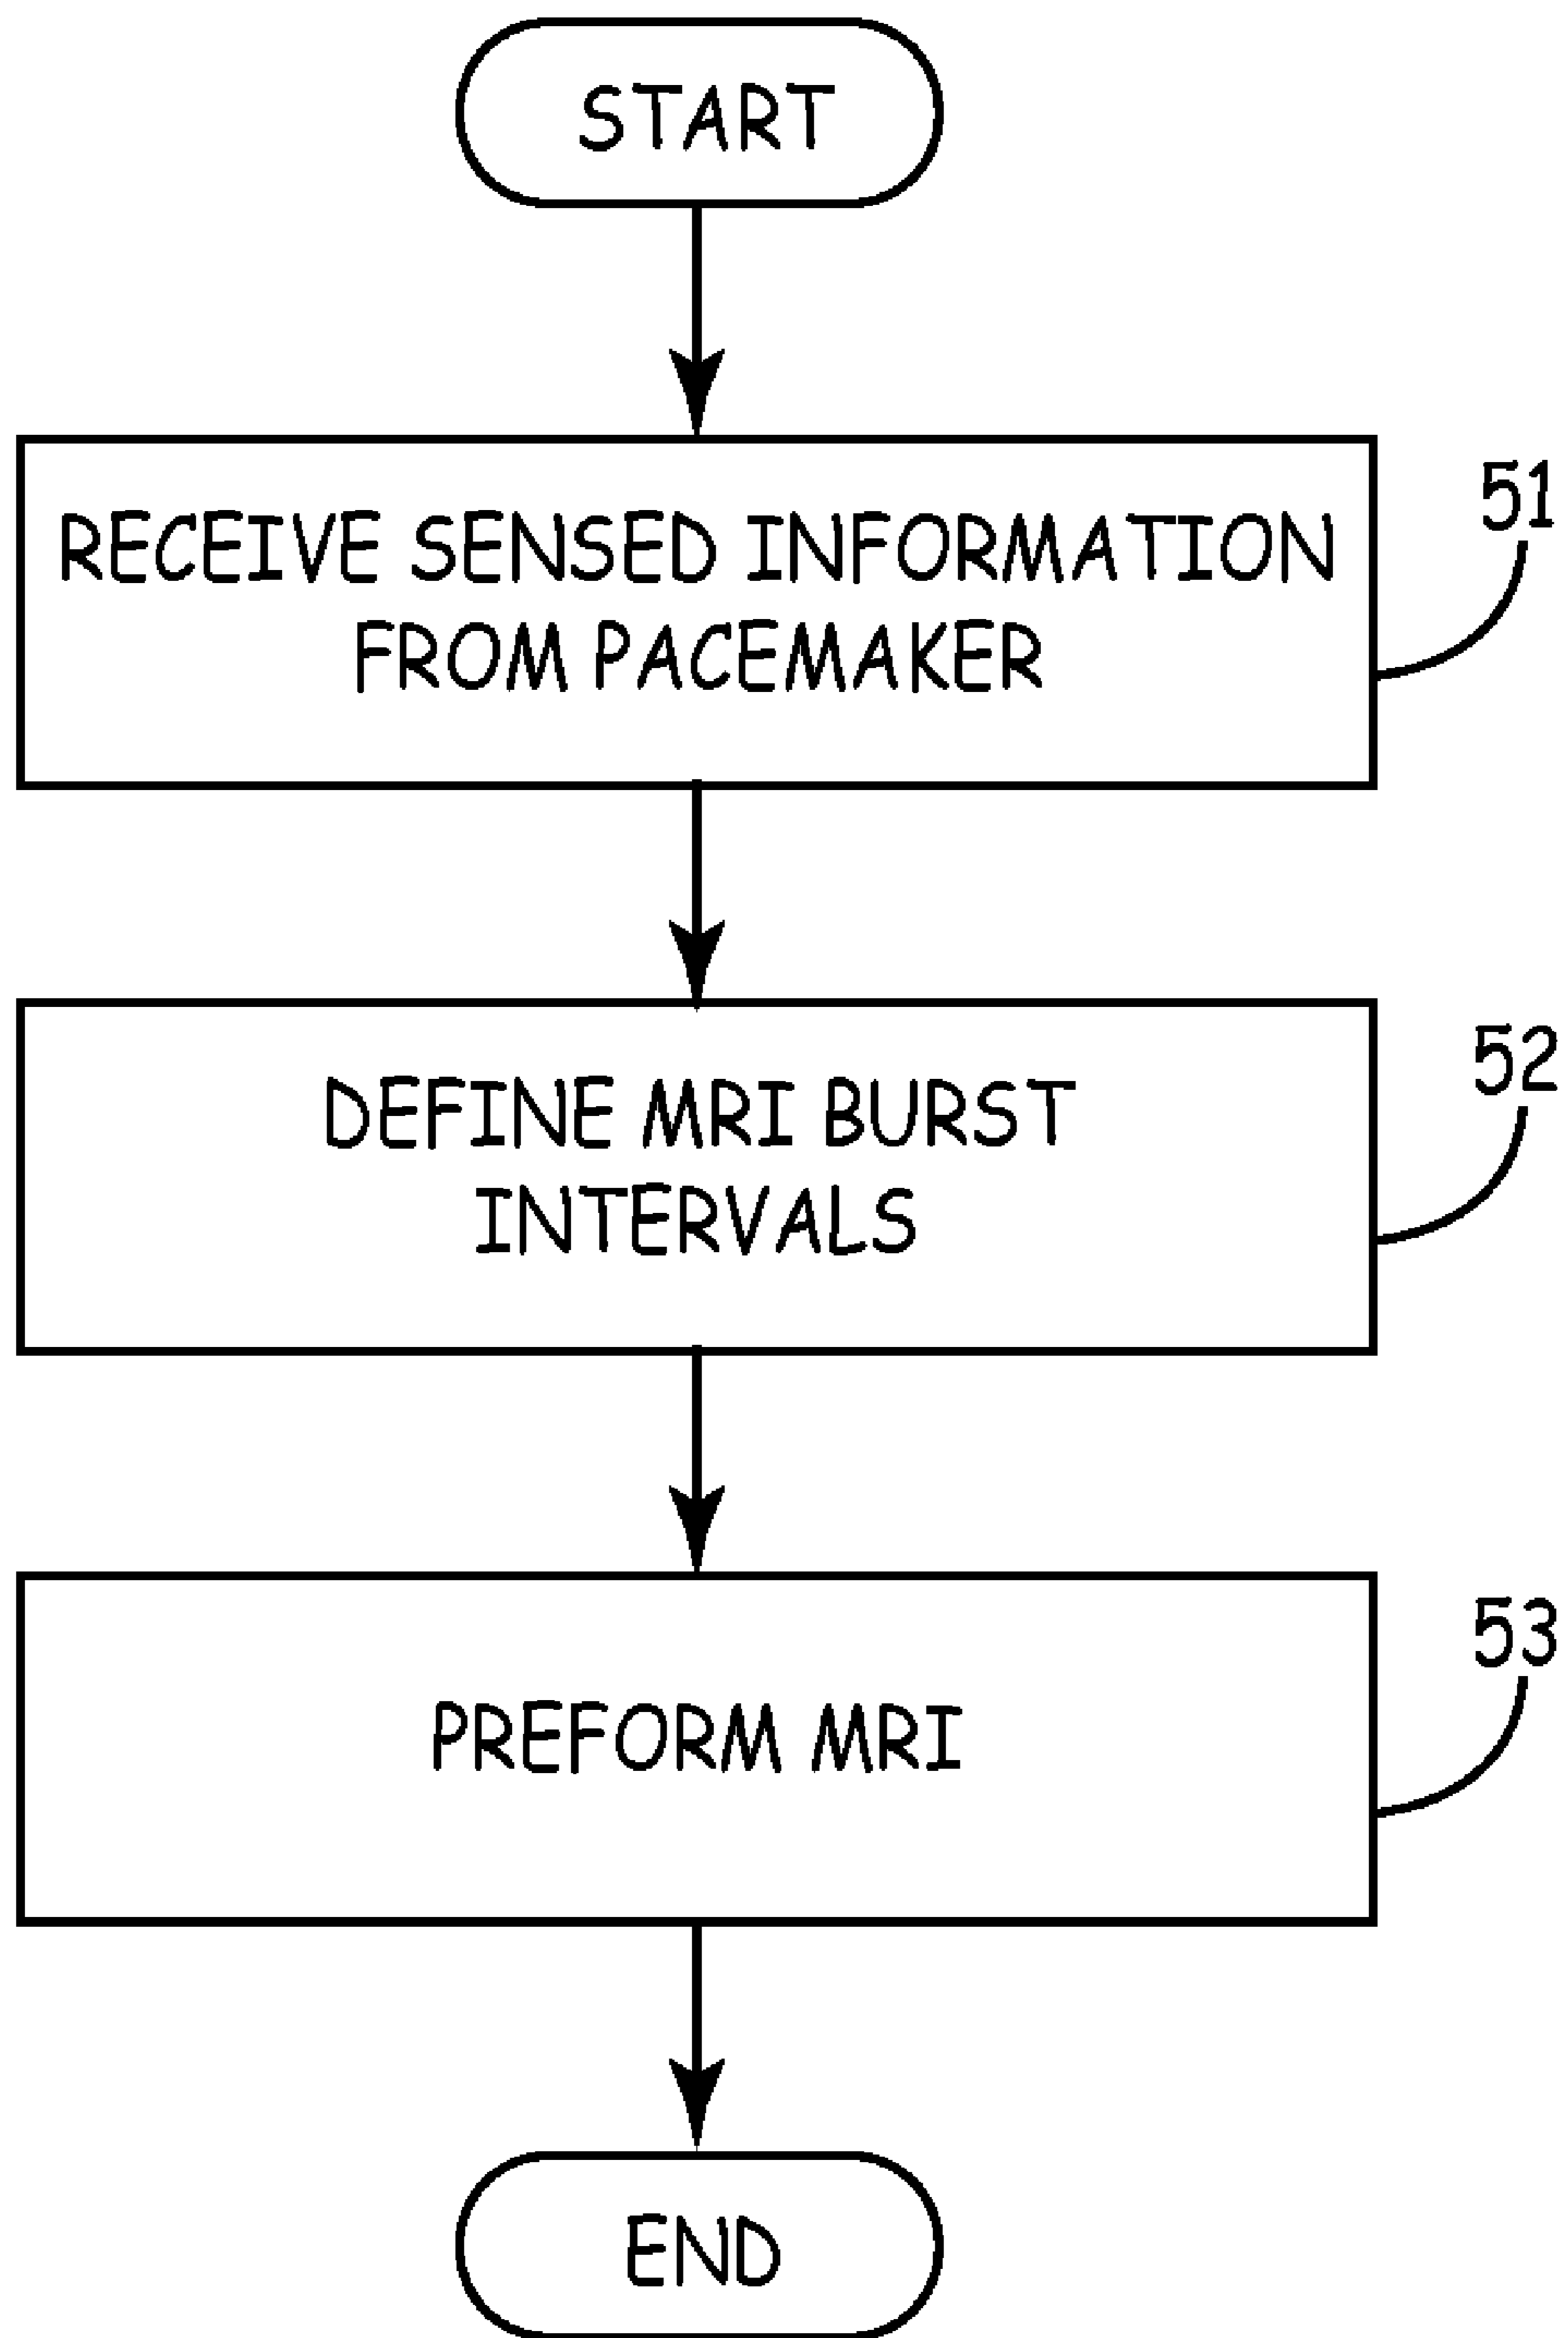 START
RECEIVE SENSED INFORMATION
FROM PACEMAKER
51
DEFINE MRI BURST
INTERVALS
52
PREFORM MRI
53
END